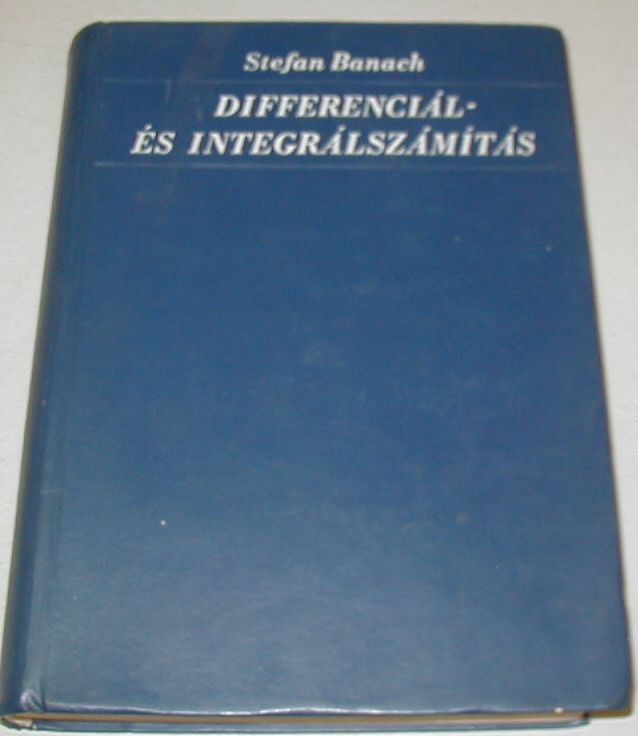 Stefan Banach
DIFFERENCIÁL-
ÉS INTEGRÁLSZÁMÍTÁS